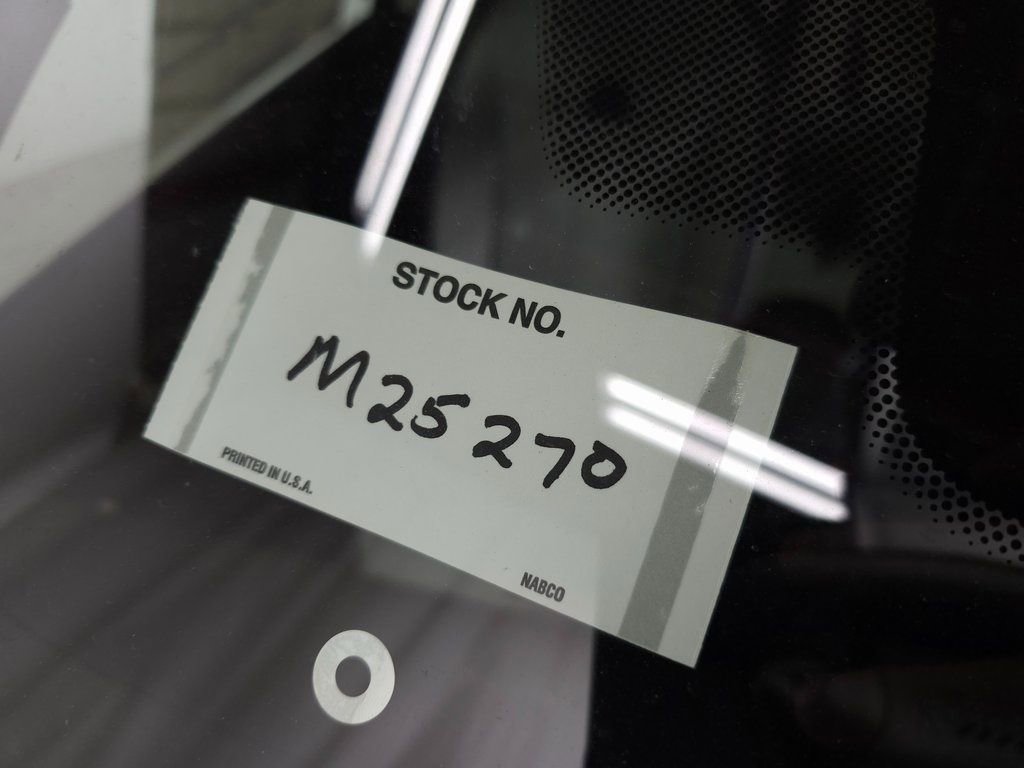 STOCK NO.
M25270
PRINTED IN U.S.A.
NABCO